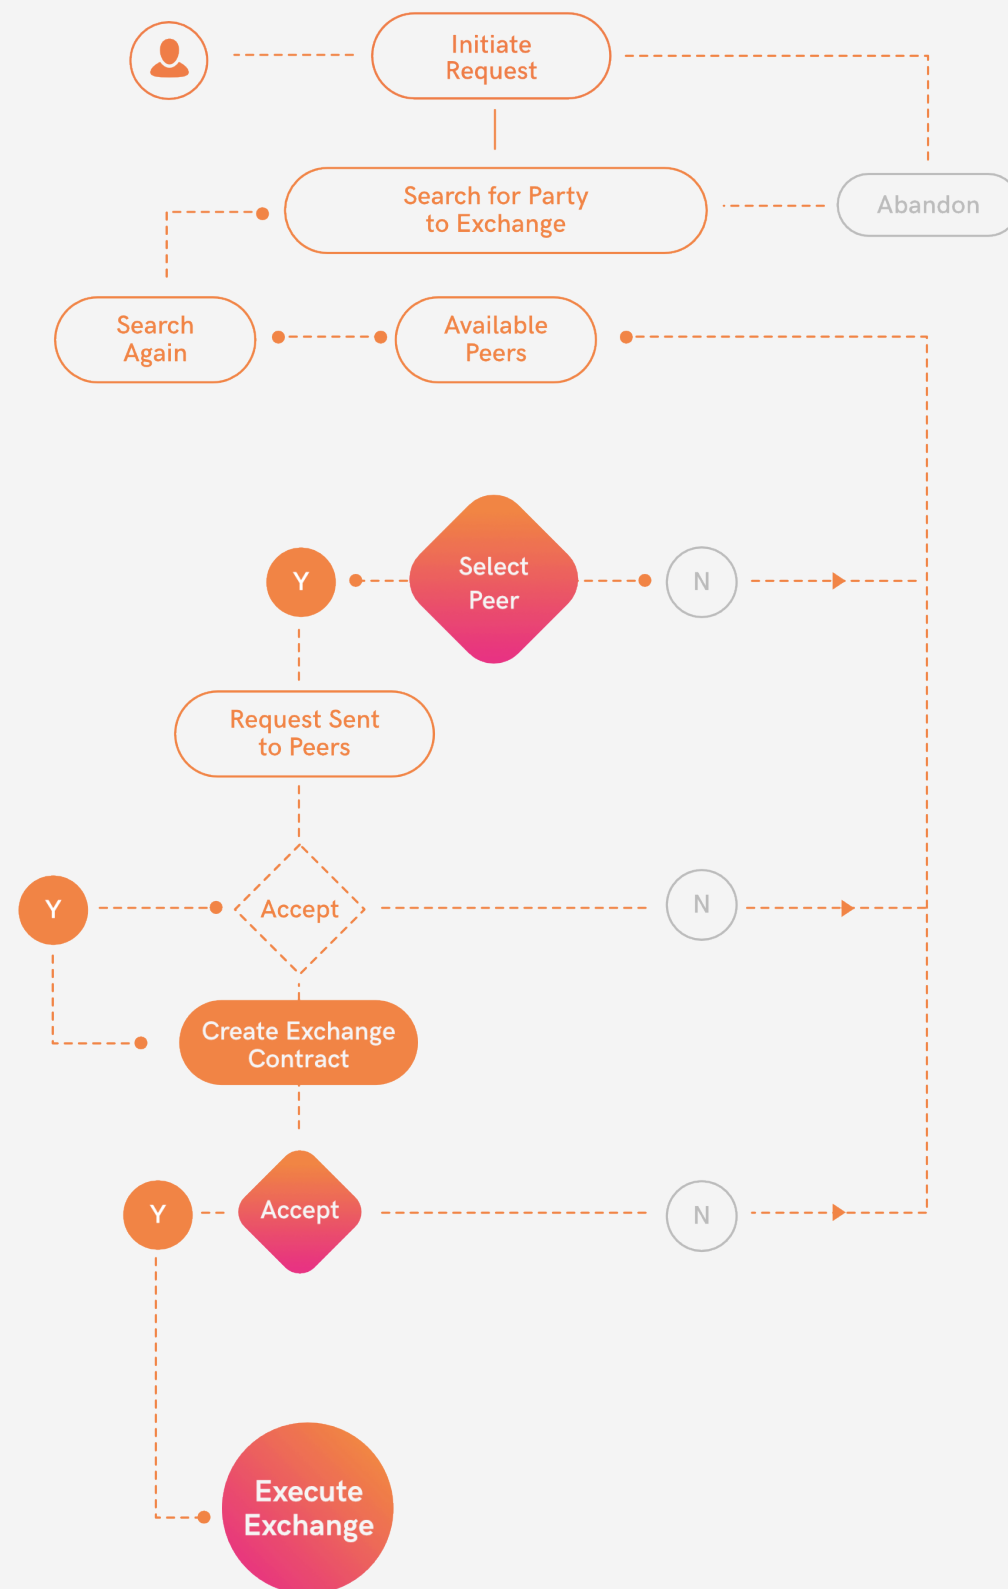 Initiate
Request
Search for Party
to Exchange
Abandon
Search
Again
Available
Peers
Y
Select
Peer
N
Request Sent
to Peers
Y
Accept
N
Create Exchange
Contract
Y
Accept
N
Execute
Exchange